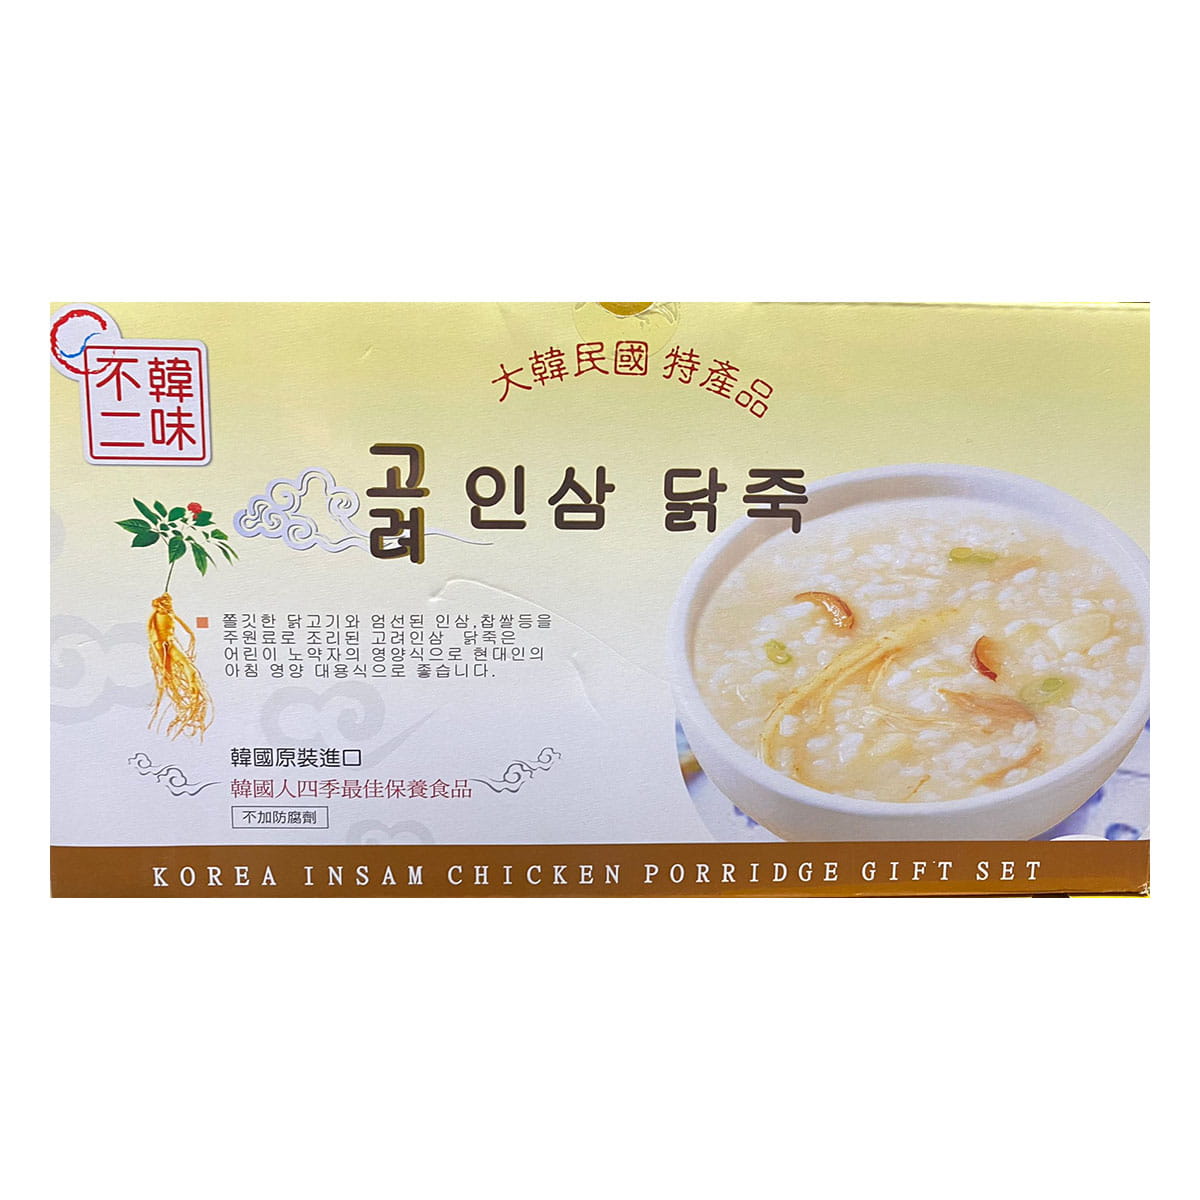 韓味
不二
大韓民國 特產品
고려 인삼 닭죽
쫄깃한 닭고기와 엄선된 인삼,찹쌀등을
주원료로 조리된 고려인삼 닭죽은
어린이 노약자의 영양식으로 현대인의
아침 영양 대용식으로 좋습니다.
韓國原裝進口
韓國人四季最佳保養食品
不加防腐劑
KOREA INSAM CHICKEN PORRIDGE GIFT SET